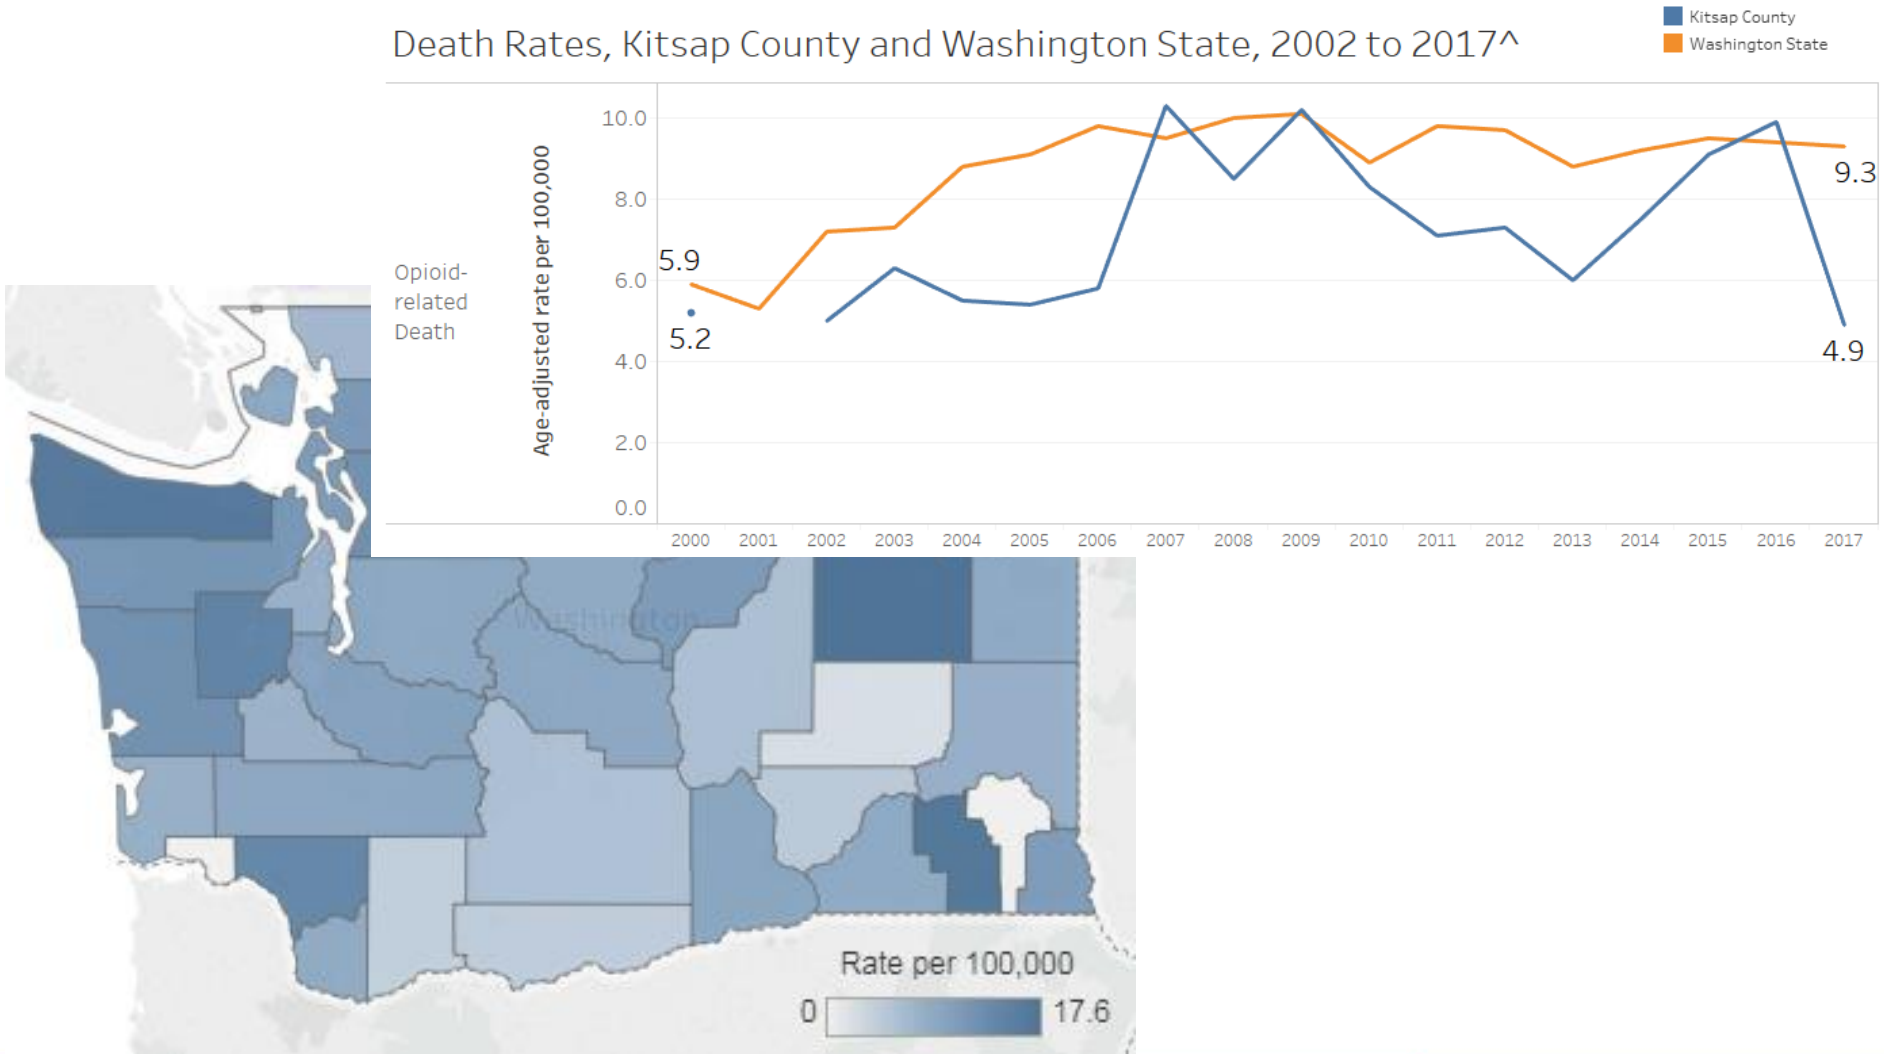 Kitsap County
Washington State
Death Rates, Kitsap County and Washington State, 2002 to 2017^
Opioid-
related
Death
Age-adjusted rate per 100,000
10.0
8.0
6.0
4.0
2.0
0.0
5.9
5.2
9.3
4.9
2000 2001 2002 2003 2004 2005 2006 2007 2008 2009 2010 2011 2012 2013 2014 2015 2016 2017
Washington
Rate per 100,000
0 17.6